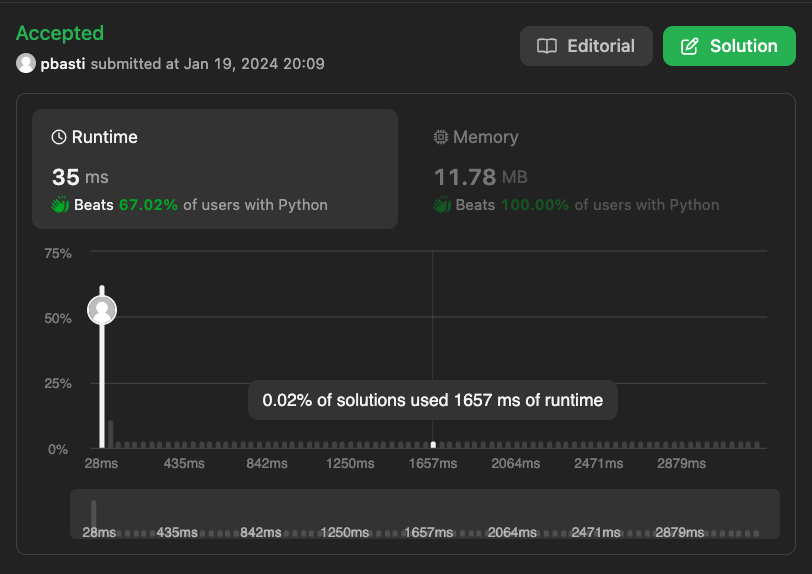 Accepted
Editorial
Solution
pbasti submitted at Jan 19, 2024 20:09
Runtime
Memory
35 ms
11.78 MB
Beats 67.02% of users with Python
Beats 100.00% of users with Python
75%
50%
25%
0.02% of solutions used 1657 ms of runtime
0%
28ms 435ms 842ms 1250ms 1657ms 2064ms 2471ms 2879ms
28ms 435ms 842ms 1250ms 1657ms 2064ms 2471ms 2879ms